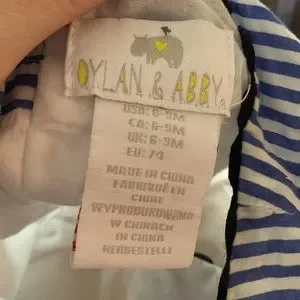 DYLAN & ABBY
USA: 6-9M
CA: 6-9M
UK: 6-9M
EU: 74
MADE IN CHINA
FABRIQUÉ EN
CHINE
WYPRODUKOWANO
W CHINACH
IN CHINA
HERGESTELLT